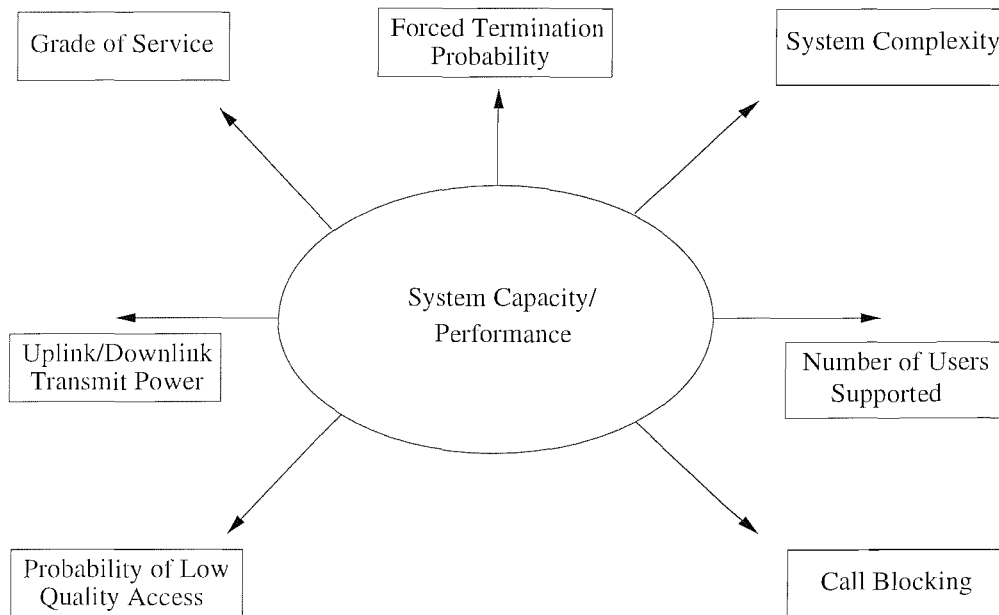 Grade of Service
Forced Termination
Probability
System Complexity
System Capacity/
Performance
Uplink/Downlink
Transmit Power
Number of Users
Supported
Probability of Low
Quality Access
Call Blocking